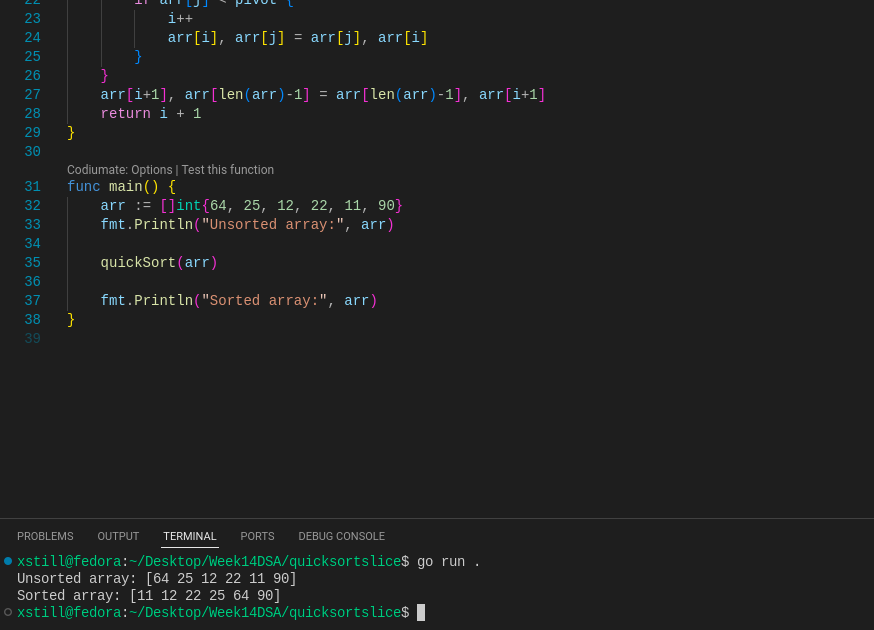 22 if arr[j] < pivot {
23 i++
24 arr[i], arr[j] = arr[j], arr[i]
25 }
26 }
27 arr[i+1], arr[len(arr)-1] = arr[len(arr)-1], arr[i+1]
28 return i + 1
29 }
30
Codiumate: Options | Test this function
31 func main() {
32 arr := []int{64, 25, 12, 22, 11, 90}
33 fmt.Println("Unsorted array:", arr)
34
35 quickSort(arr)
36
37 fmt.Println("Sorted array:", arr)
38 }
39
PROBLEMS OUTPUT TERMINAL PORTS DEBUG CONSOLE
xstill@fedora:~/Desktop/Week14DSA/quicksortslice$ go run .
Unsorted array: [64 25 12 22 11 90]
Sorted array: [11 12 22 25 64 90]
xstill@fedora:~/Desktop/Week14DSA/quicksortslice$